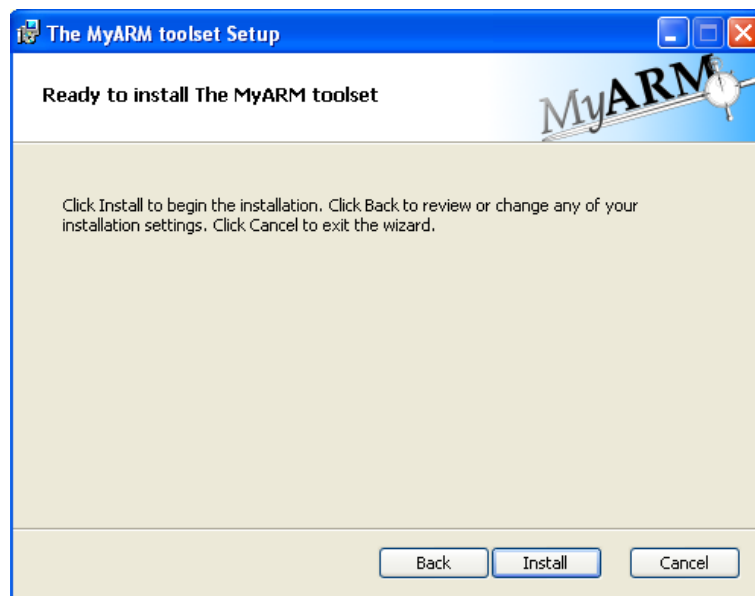 The MyARM toolset Setup
Ready to install The MyARM toolset
MyARM
Click Install to begin the installation. Click Back to review or change any of your
installation settings. Click Cancel to exit the wizard.
Back
Install
Cancel